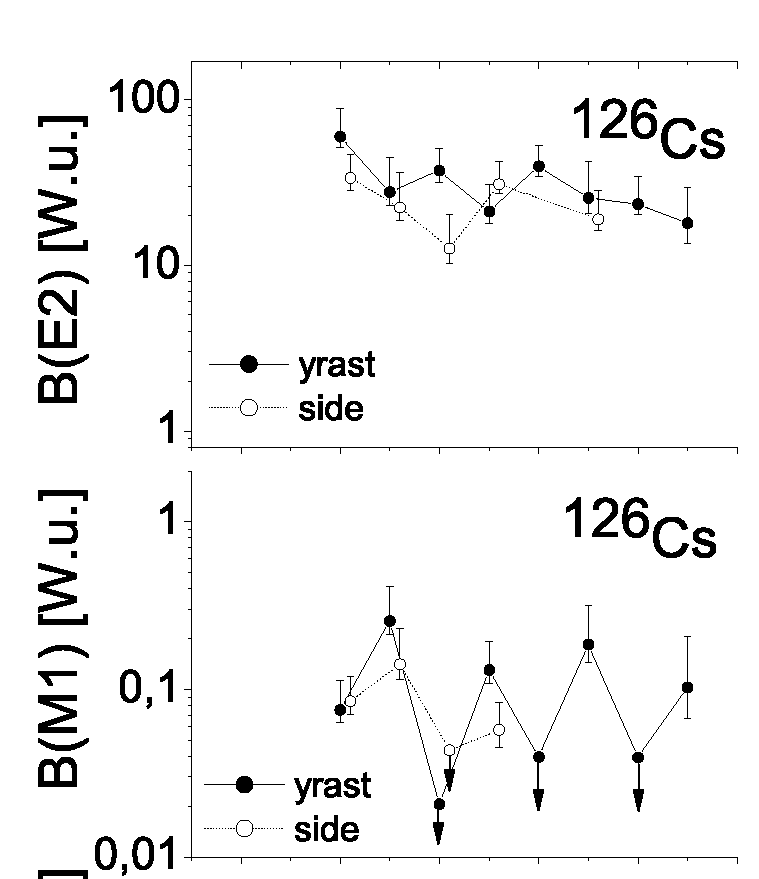 100
¹²⁶Cs
B(E2) [W.u.]
10
yrast
side
1
¹²⁶Cs
B(M1) [W.u.]
1
0,1
yrast
side
0,01
]